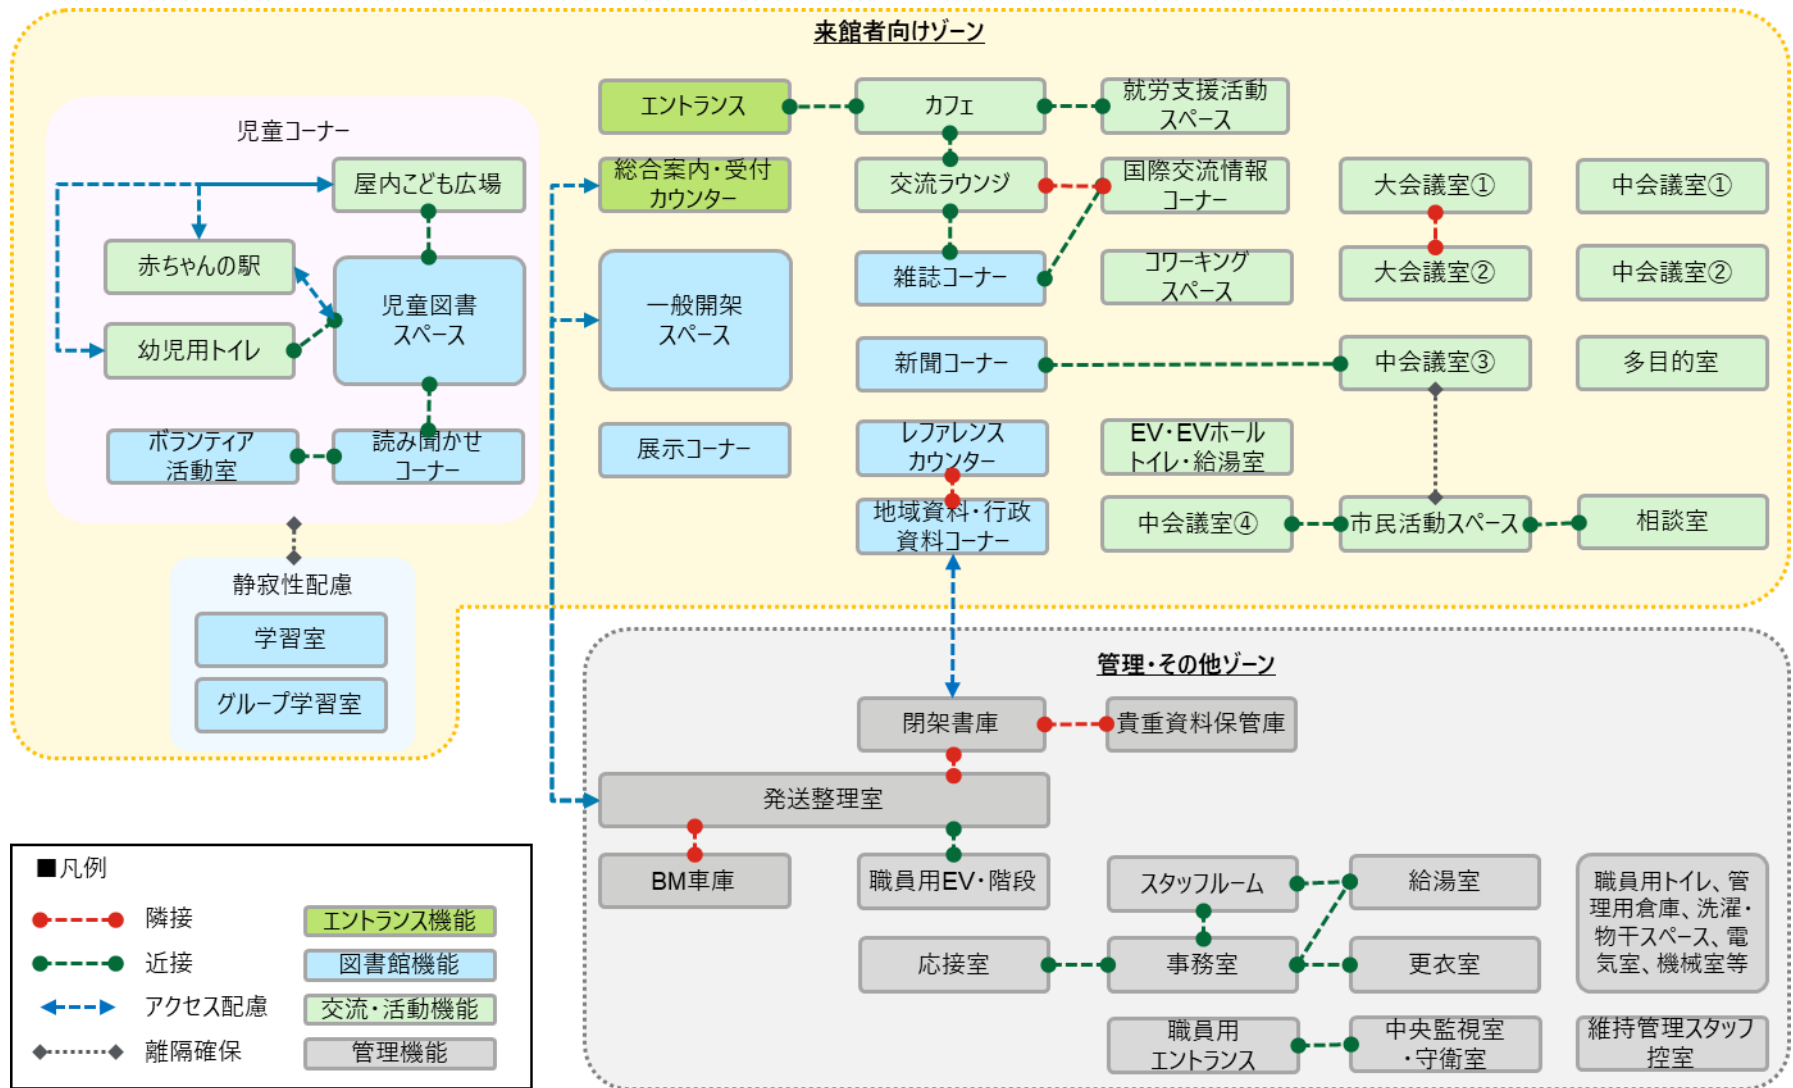 来館者向けゾーン
児童コーナー
屋内こども広場
赤ちゃんの駅
児童図書
スペース
幼児用トイレ
ボランティア
活動室
読み聞かせ
コーナー
静寂性配慮
学習室
グループ学習室
エントランス
カフェ
就労支援活動
スペース
総合案内・受付
カウンター
交流ラウンジ
国際交流情報
コーナー
大会議室①
中会議室①
一般開架
スペース
雑誌コーナー
コワーキング
スペース
大会議室②
中会議室②
新聞コーナー
中会議室③
多目的室
展示コーナー
レファレンス
カウンター
EV・EVホール
トイレ・給湯室
地域資料・行政
資料コーナー
中会議室④
市民活動スペース
相談室
管理・その他ゾーン
閉架書庫
貴重資料保管庫
発送整理室
BM車庫
職員用EV・階段
スタッフルーム
給湯室
職員用トイレ、管
理用倉庫、洗濯・
物干スペース、電
気室、機械室等
応接室
事務室
更衣室
職員用
エントランス
中央監視室
・守衛室
維持管理スタッフ
控室
■凡例
隣接
エントランス機能
近接
図書館機能
アクセス配慮
交流・活動機能
離隔確保
管理機能